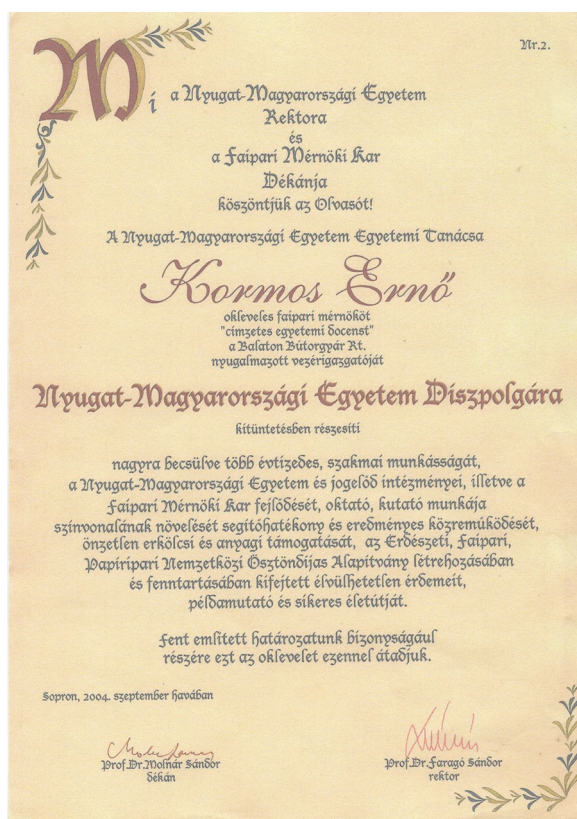 Nr.2.
Mi a Nyugat-Magyarországi Egyetem
Rektora
és
a Faipari Mérnöki Kar
Dékánja
köszöntjük az Olvasót!
A Nyugat-Magyarországi Egyetem Egyetemi Tanácsa
Kormos Ernő
okleveles faipari mérnököt
"címzetes egyetemi docenst"
a Balaton Bútorgyár Rt.
nyugalmazott vezérigazgatóját
Nyugat-Magyarországi Egyetem Díszpolgára
kitüntetésben részesíti
nagyra becsülve több évtizedes, szakmai munkásságát,
a Nyugat-Magyarországi Egyetem és jogelőd intézményei, illetve a
Faipari Mérnöki Kar fejlődését, oktató, kutató munkája
színvonalának növelését segítőhatékony és eredményes közreműködését,
önzetlen erkölcsi és anyagi támogatását, az Erdészeti, Faipari,
Papíripari Nemzetközi Ösztöndíjas Alapítvány létrehozásában
és fenntartásában kifejtett élvülhetetlen érdemeit,
példamutató és sikeres életútját.
Fent említett határozatunk bizonyságául
részére ezt az oklevelet ezennel átadjuk.
Sopron, 2004. szeptember havában
Prof.Dr.Molnár Sándor
dékán
Prof.Dr.Faragó Sándor
rektor